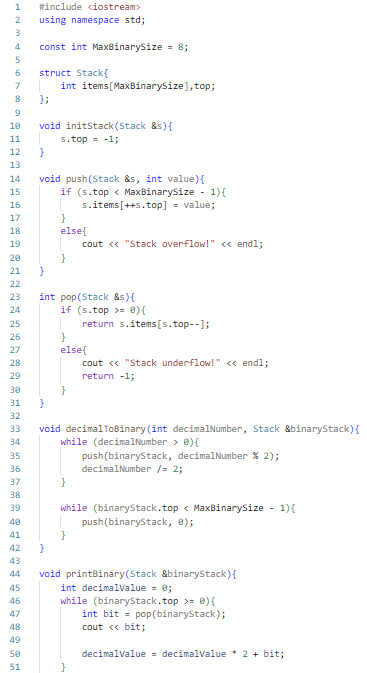 1 #include <iostream>
2 using namespace std;
3
4 const int MaxBinarySize = 8;
5
6 struct Stack{
7     int items[MaxBinarySize],top;
8 };
9
10 void initStack(Stack &s){
11     s.top = -1;
12 }
13
14 void push(Stack &s, int value){
15     if (s.top < MaxBinarySize - 1){
16         s.items[++s.top] = value;
17     }
18     else{
19         cout << "Stack overflow!" << endl;
20     }
21 }
22
23 int pop(Stack &s){
24     if (s.top >= 0){
25         return s.items[s.top--];
26     }
27     else{
28         cout << "Stack underflow!" << endl;
29         return -1;
30     }
31 }
32
33 void decimalToBinary(int decimalNumber, Stack &binaryStack){
34     while (decimalNumber > 0){
35         push(binaryStack, decimalNumber % 2);
36         decimalNumber /= 2;
37     }
38
39     while (binaryStack.top < MaxBinarySize - 1){
40         push(binaryStack, 0);
41     }
42 }
43
44 void printBinary(Stack &binaryStack){
45     int decimalValue = 0;
46     while (binaryStack.top >= 0){
47         int bit = pop(binaryStack);
48         cout << bit;
49
50         decimalValue = decimalValue * 2 + bit;
51     }